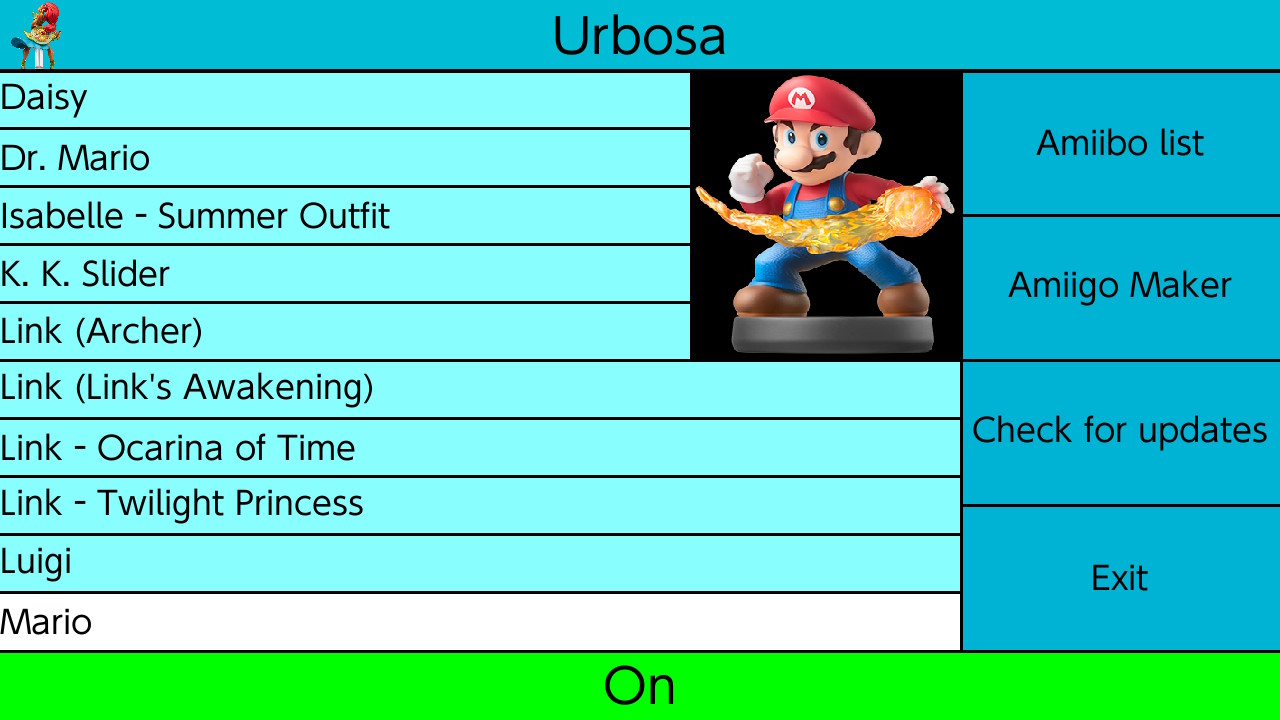 Urbosa
Daisy
Dr. Mario
Isabelle - Summer Outfit
K. K. Slider
Link (Archer)
Link (Link's Awakening)
Link - Ocarina of Time
Link - Twilight Princess
Luigi
Mario
M
Amiibo list
Amiigo Maker
Check for updates
Exit
On